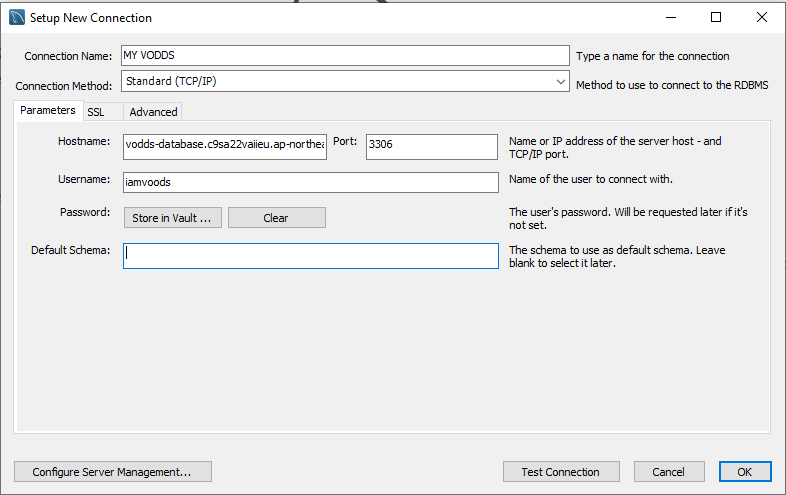 Setup New Connection
Connection Name: MY VODDS Type a name for the connection
Connection Method: Standard (TCP/IP) Method to use to connect to the RDBMS
Parameters SSL Advanced
Hostname: vodds-database.c9sa22vaiieu.ap-northea Port: 3306 Name or IP address of the server host - and
TCP/IP port.
Username: iamvoods Name of the user to connect with.
Password: Store in Vault ... Clear The user's password. Will be requested later if it's
not set.
Default Schema: The schema to use as default schema. Leave
blank to select it later.
Configure Server Management... Test Connection Cancel OK